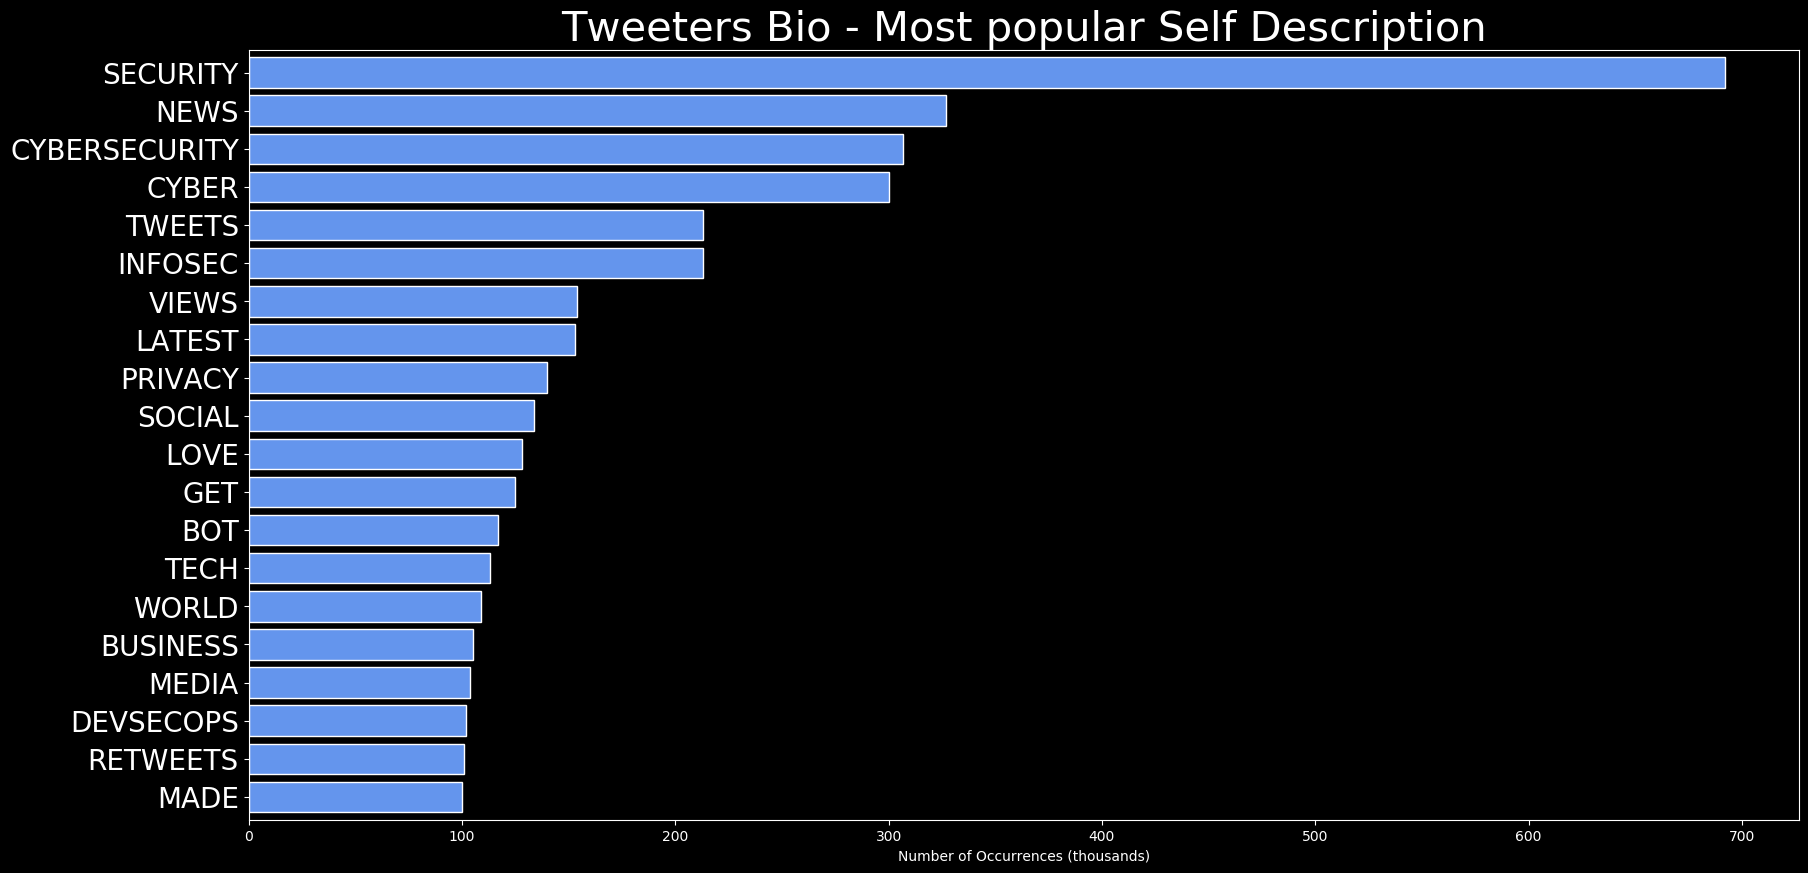 Tweeters Bio - Most popular Self Description
SECURITY
NEWS
CYBERSECURITY
CYBER
TWEETS
INFOSEC
VIEWS
LATEST
PRIVACY
SOCIAL
LOVE
GET
BOT
TECH
WORLD
BUSINESS
MEDIA
DEVSECOPS
RETWEETS
MADE
0 100 200 300 400 500 600 700
Number of Occurrences (thousands)